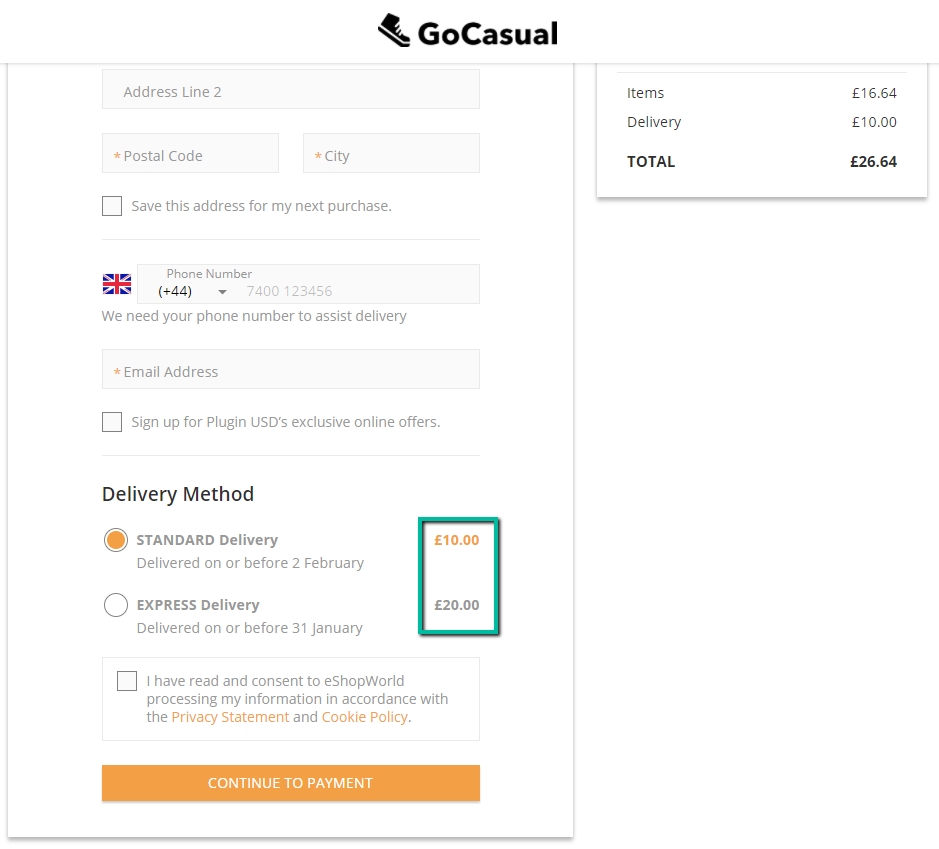 GoCasual
Address Line 2
* Postal Code
* City
Save this address for my next purchase.
Phone Number
(+44) 7400 123456
We need your phone number to assist delivery
* Email Address
Sign up for Plugin USD's exclusive online offers.
Delivery Method
STANDARD Delivery £10.00
Delivered on or before 2 February
EXPRESS Delivery £20.00
Delivered on or before 31 January
I have read and consent to eShopWorld
processing my information in accordance with
the Privacy Statement and Cookie Policy.
CONTINUE TO PAYMENT
Items £16.64
Delivery £10.00
TOTAL £26.64